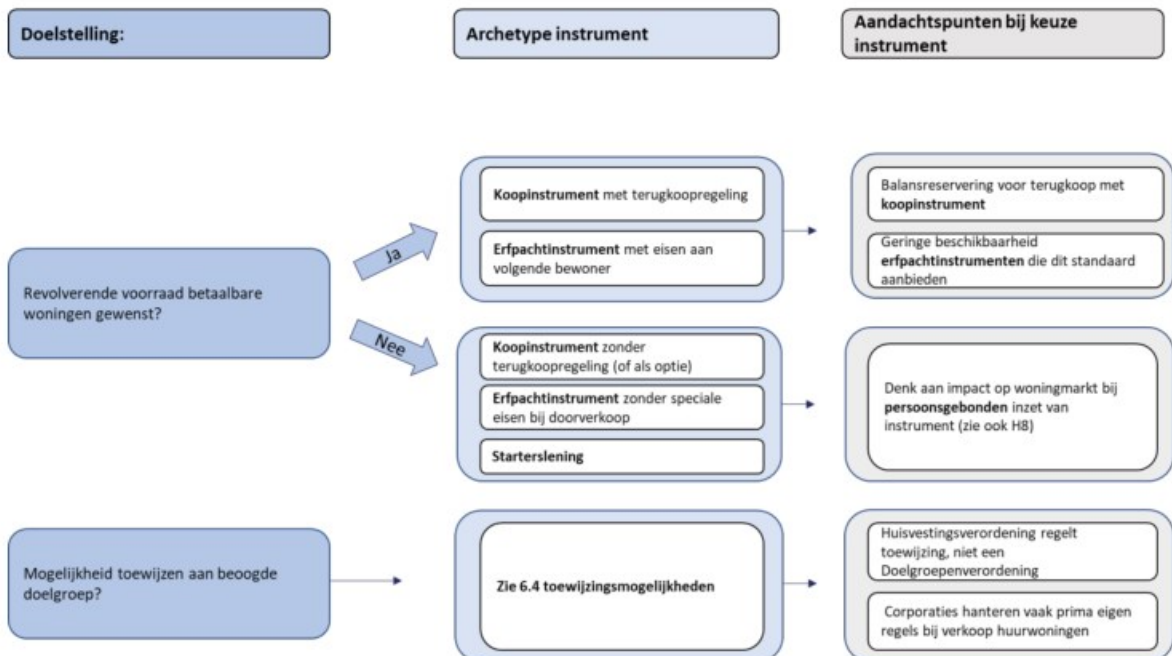 Doelstelling:
Archetype instrument
Aandachtspunten bij keuze
instrument
Revolverende voorraad betaalbare
woningen gewenst?
Ja
Koopinstrument met terugkoopregeling
Erfpachtinstrument met eisen aan
volgende bewoner
Balansreservering voor terugkoop met
koopinstrument
Geringe beschikbaarheid
erfpachtinstrumenten die dit standaard
aanbieden
Nee
Koopinstrument zonder
terugkoopregeling (of als optie)
Erfpachtinstrument zonder speciale
eisen bij doorverkoop
Starterslening
Denk aan impact op woningmarkt bij
persoonsgebonden inzet van
instrument (zie ook H8)
Mogelijkheid toewijzen aan beoogde
doelgroep?
Zie 6.4 toewijzingsmogelijkheden
Huisvestingsverordening regelt
toewijzing, niet een
Doelgroepenverordening
Corporaties hanteren vaak prima eigen
regels bij verkoop huurwoningen